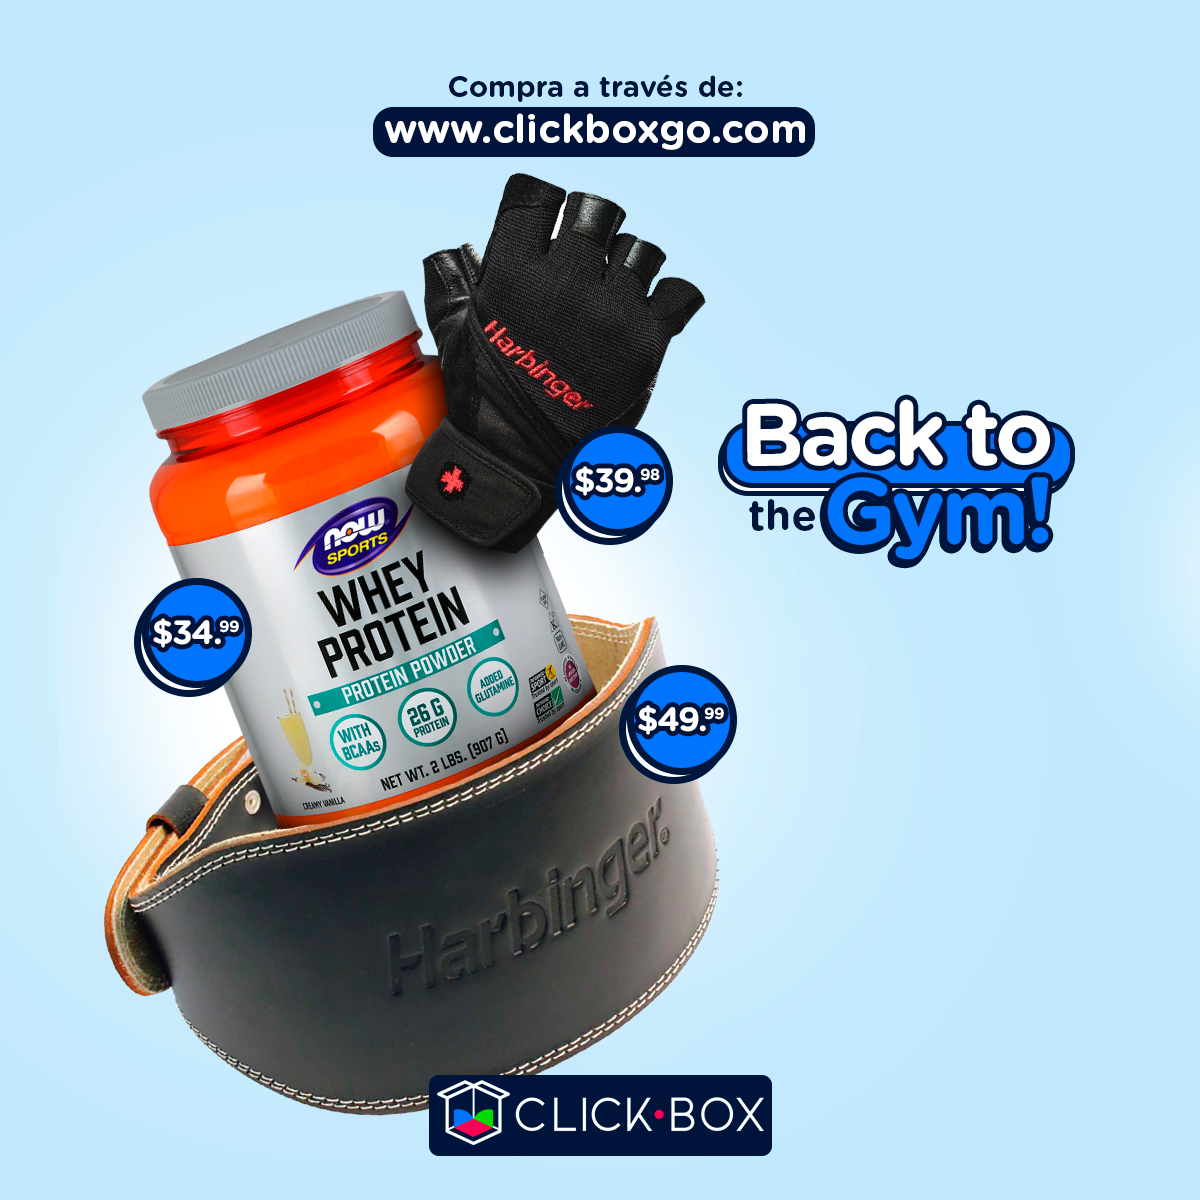 Compra a través de:
www.clickboxgo.com
Harbinger
$39.98
Back to
the Gym!
NOW
SPORTS
WHEY
PROTEIN
PROTEIN POWDER
WITH
BCAAs
26 G
PROTEIN
ADDED
GLUTAMINE
NET WT. 2 LBS. (907 G)
CREAMY VANILLA
$34.99
$49.99
Harbinger®
CLICK•BOX